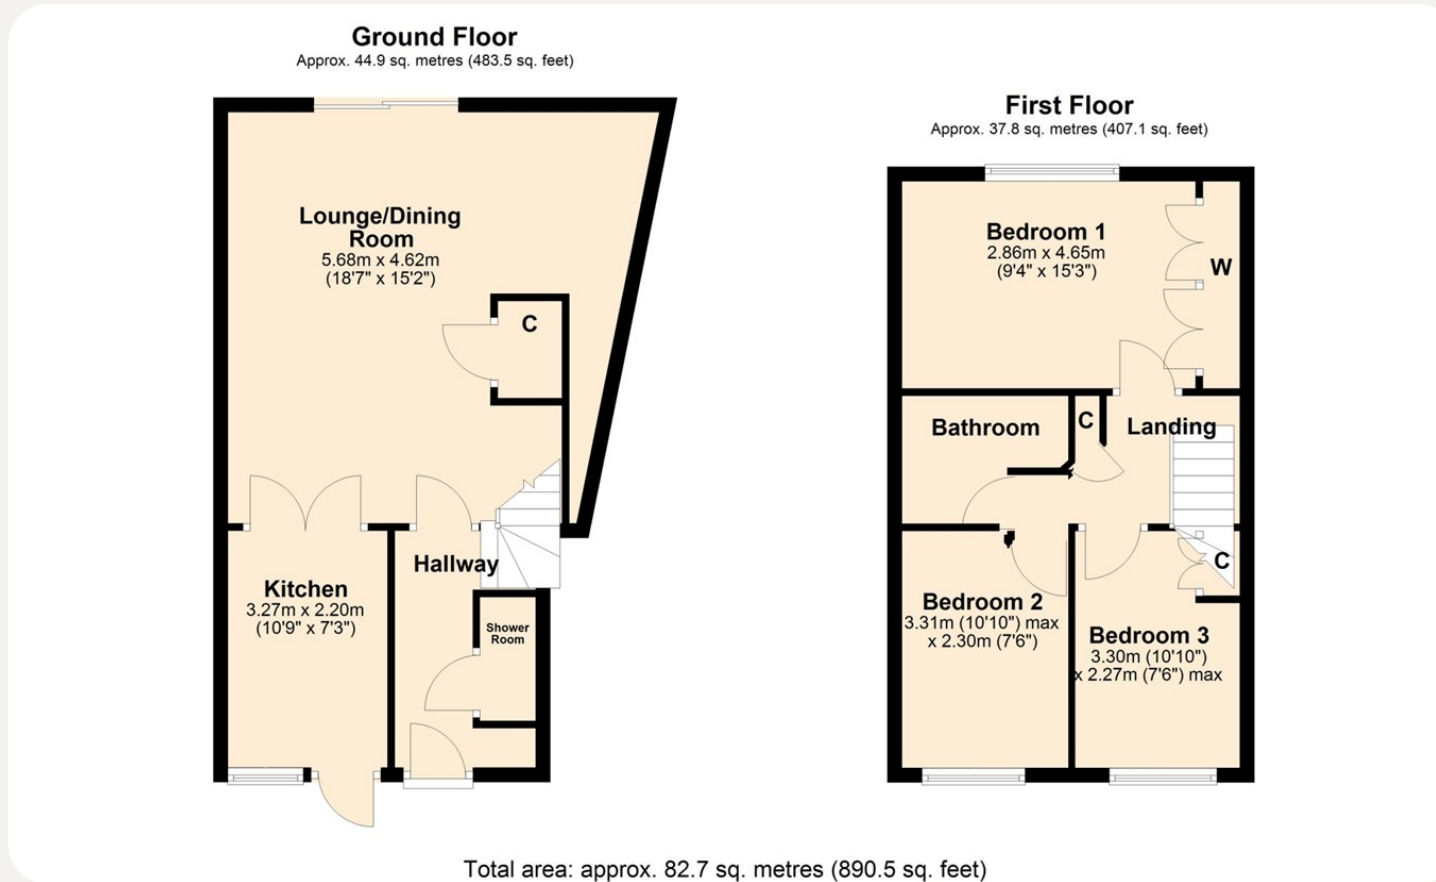 Ground Floor
Approx. 44.9 sq. metres (483.5 sq. feet)
Lounge/Dining
Room
5.68m x 4.62m
(18'7" x 15'2")
C
Hallway
Kitchen
3.27m x 2.20m
(10'9" x 7'3")
Shower
Room
First Floor
Approx. 37.8 sq. metres (407.1 sq. feet)
Bedroom 1
2.86m x 4.65m
(9'4" x 15'3")
W
Bathroom
C
Landing
C
Bedroom 2
3.31m (10'10") max
x 2.30m (7'6")
Bedroom 3
3.30m (10'10")
x 2.27m (7'6") max
Total area: approx. 82.7 sq. metres (890.5 sq. feet)